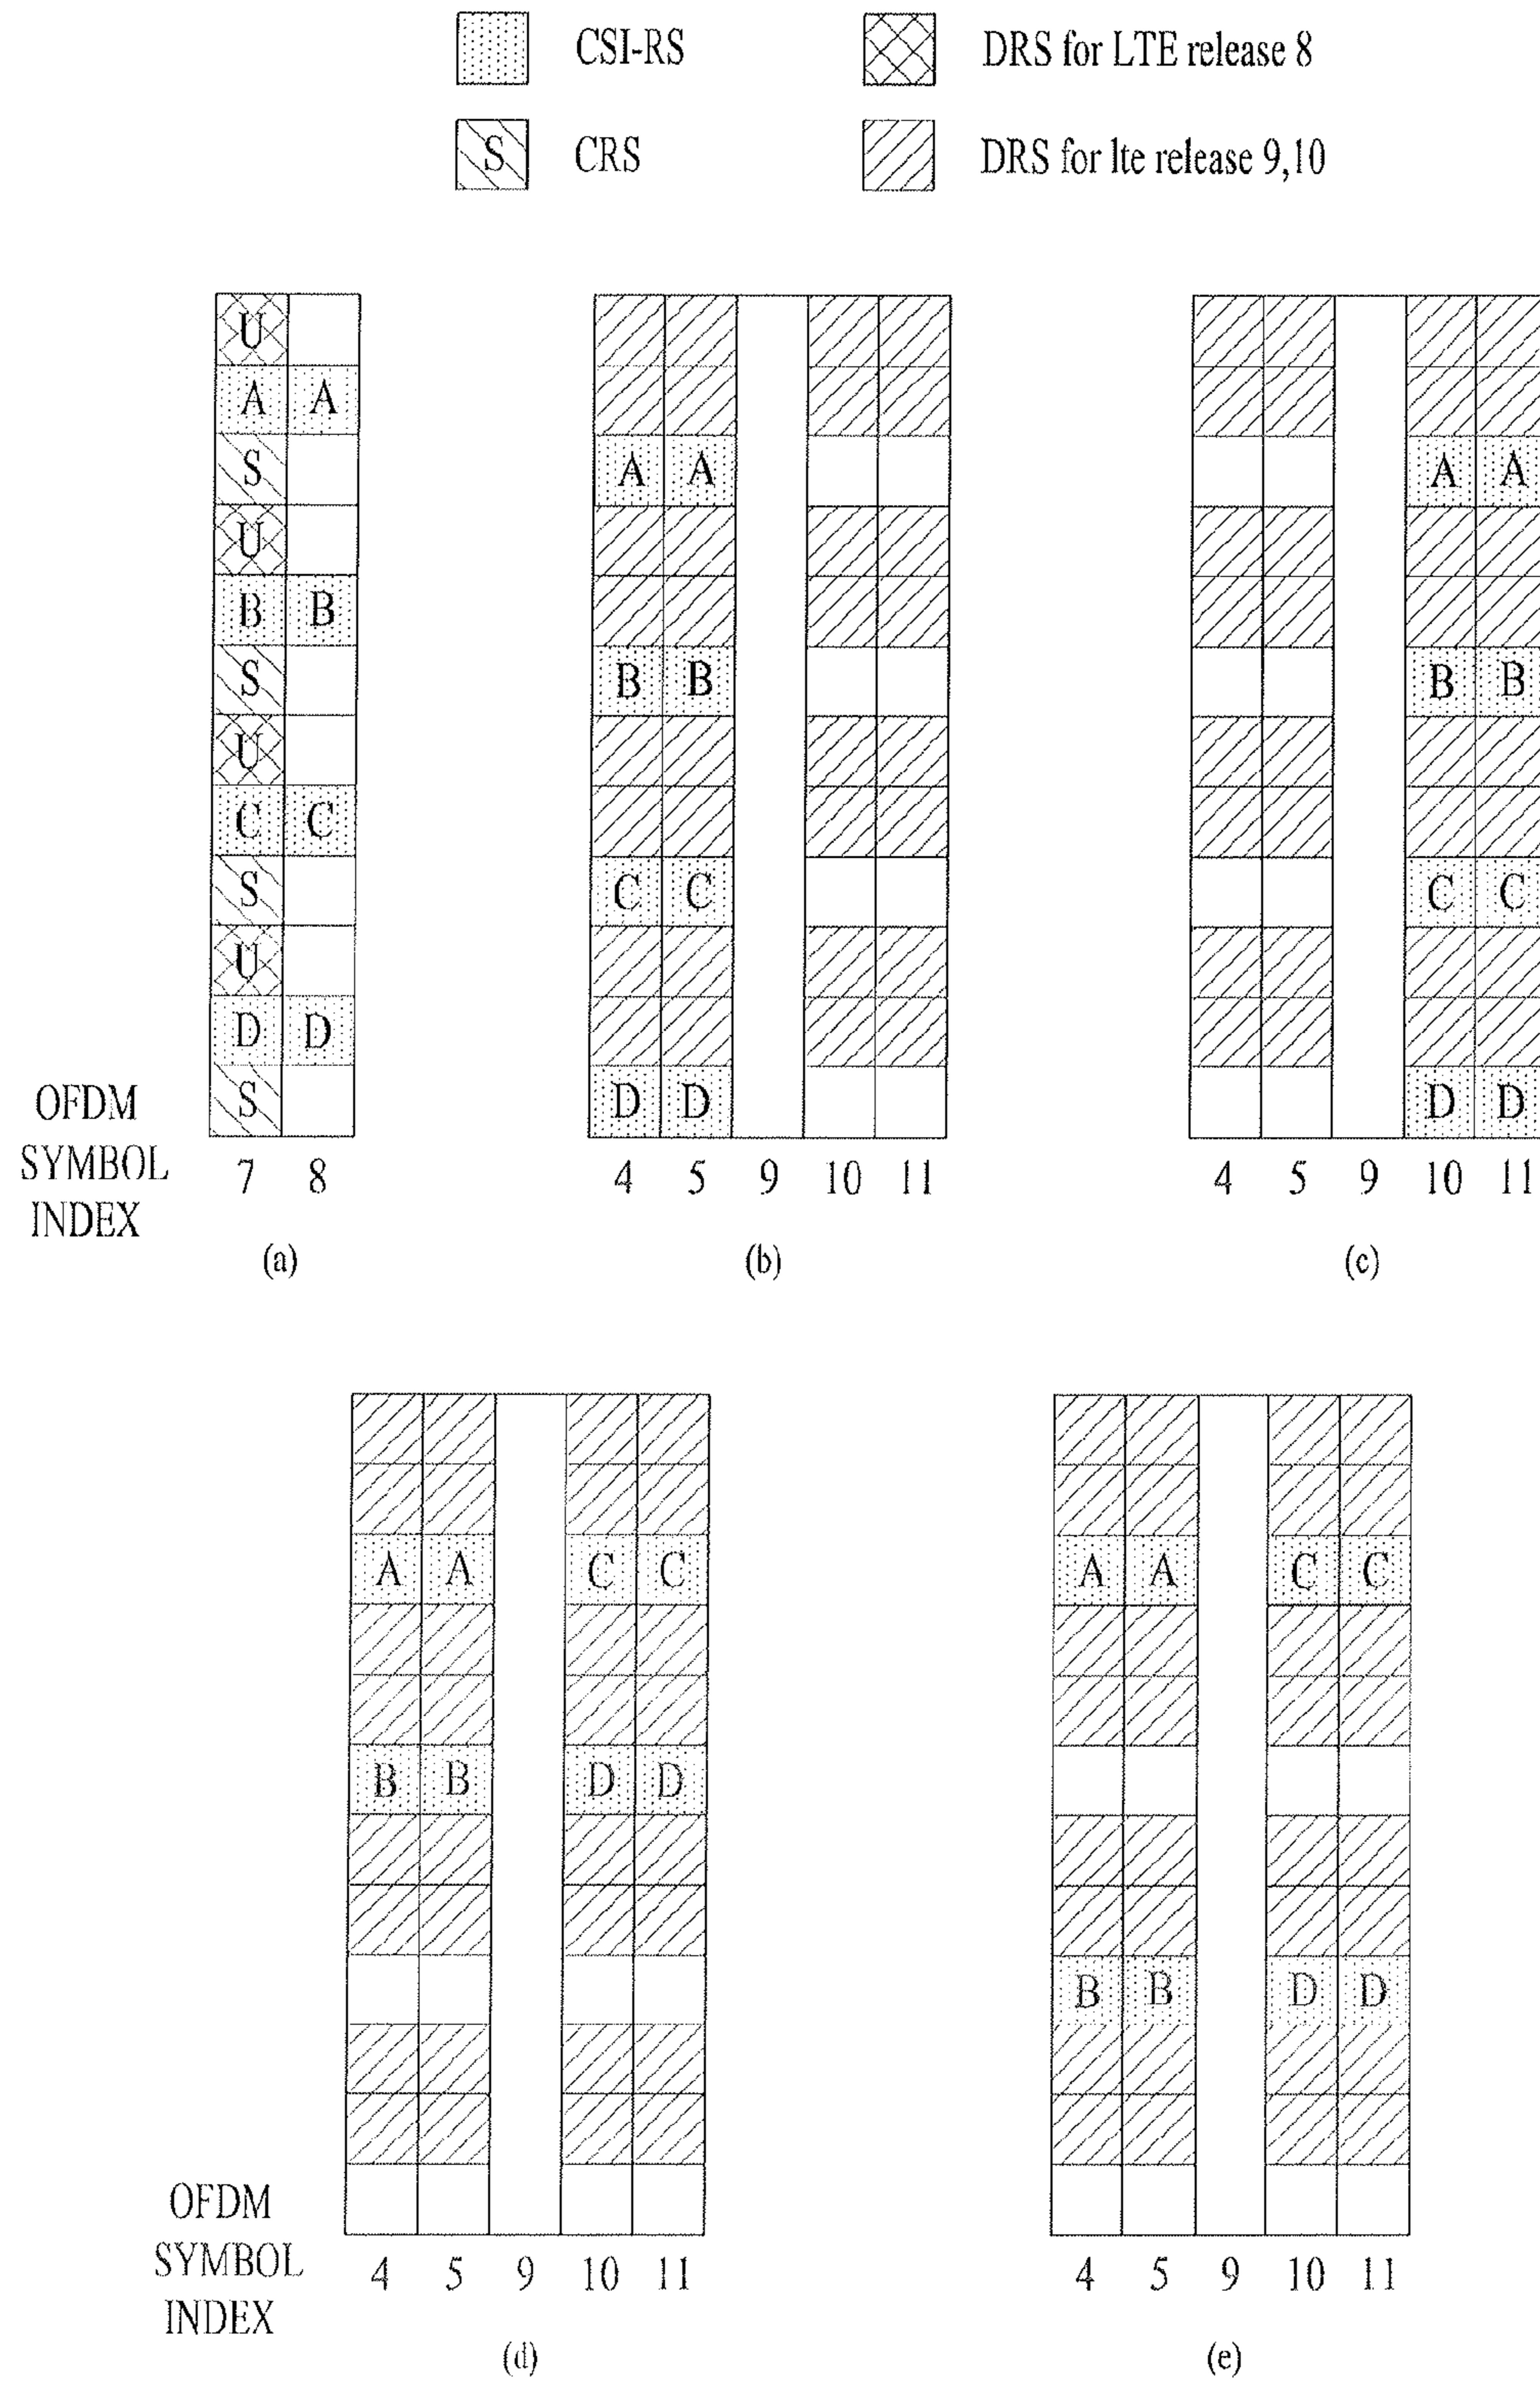 CSI-RS DRS for LTE release 8
S CRS DRS for lte release 9,10
U
A A A A A A
S
U
B B B B B B
S
U
C C C C C C
S
U
D D D D D D
S
OFDM
SYMBOL
INDEX
7 8 4 5 9 10 11 4 5 9 10 11
(a) (b) (c)
A A C C A A C C
B B D D
B B D D
OFDM
SYMBOL
INDEX
4 5 9 10 11 4 5 9 10 11
(d) (e)